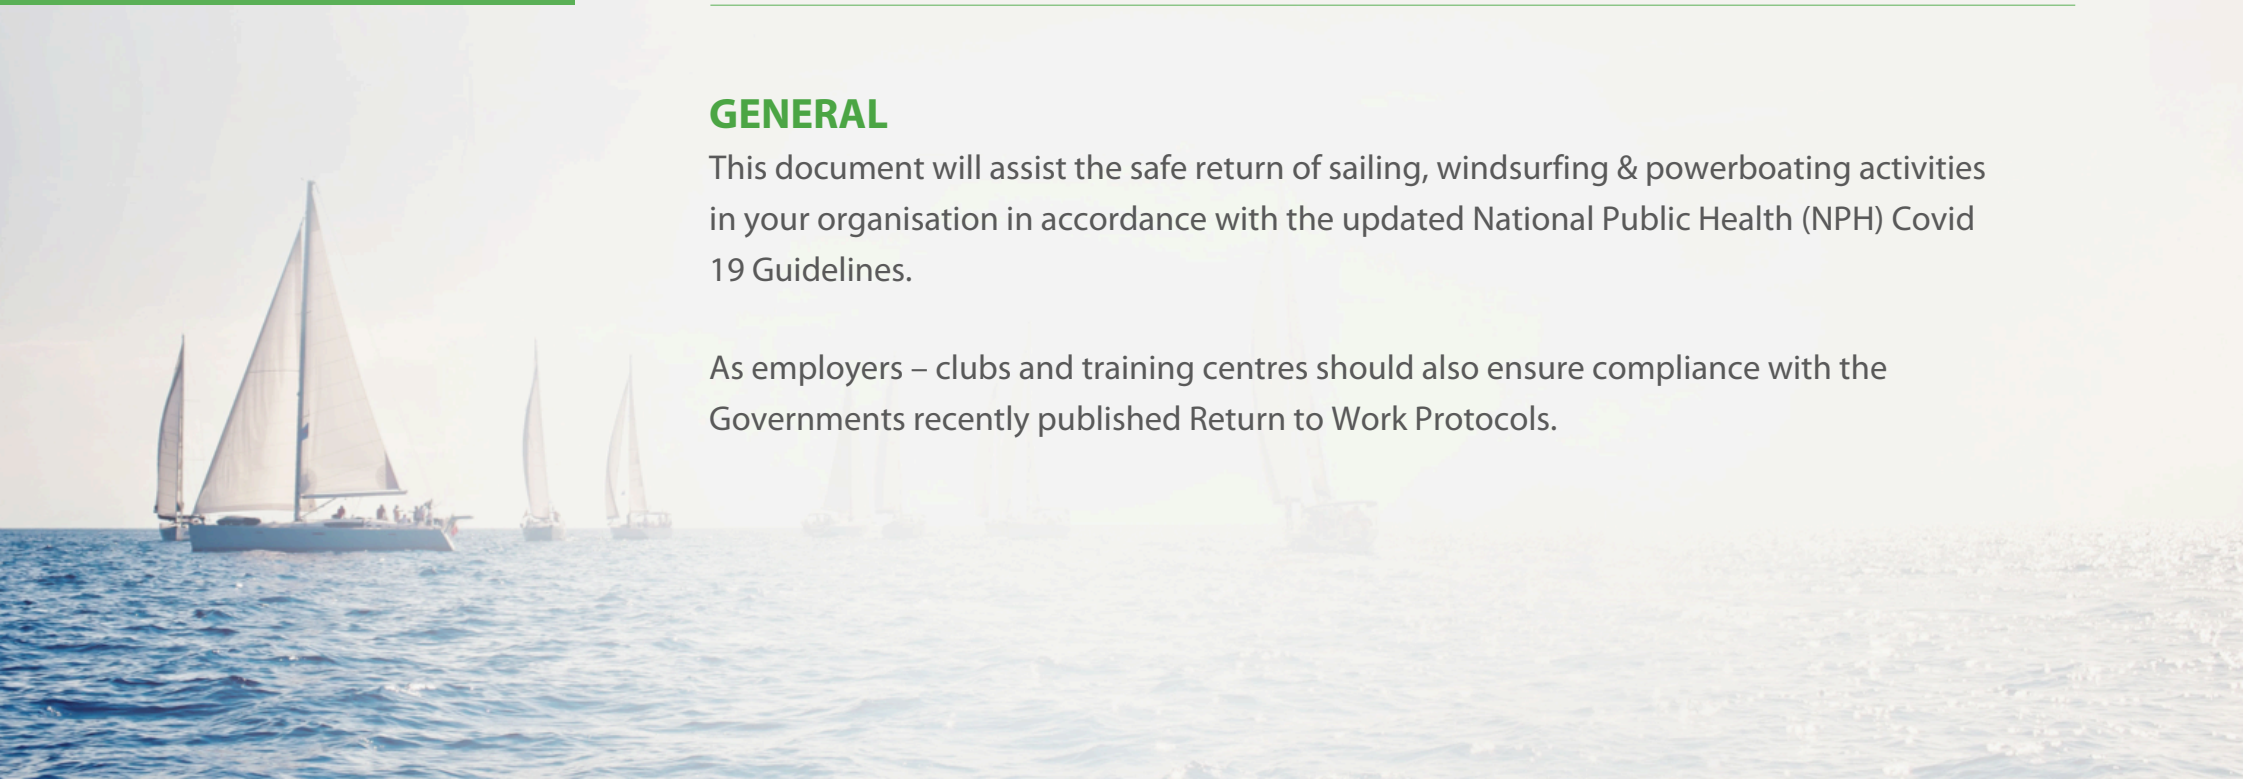 GENERAL
This document will assist the safe return of sailing, windsurfing & powerboating activities
in your organisation in accordance with the updated National Public Health (NPH) Covid
19 Guidelines.
As employers – clubs and training centres should also ensure compliance with the
Governments recently published Return to Work Protocols.